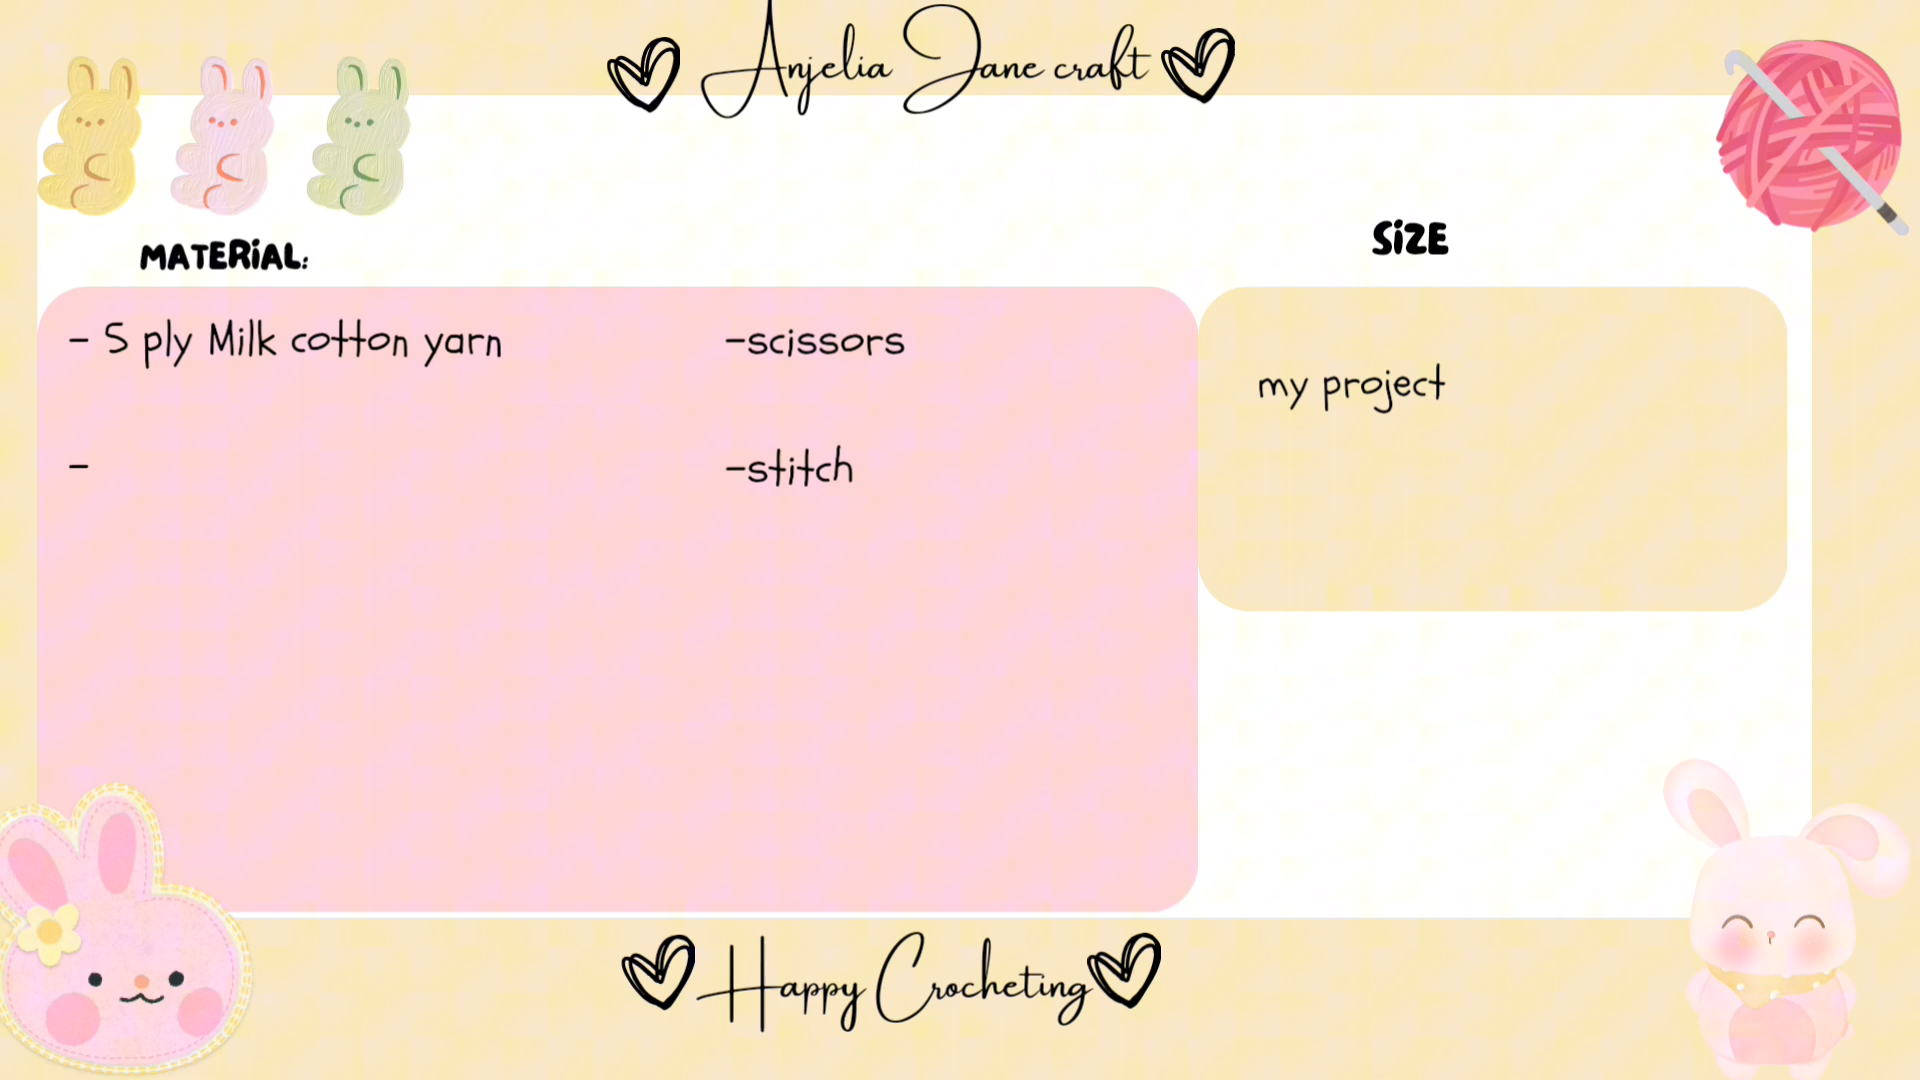 Anjelia Jane craft
MATERIAL:
SIZE
- 5 ply Milk cotton yarn
-scissors
my project
-
-stitch
Happy Crocheting